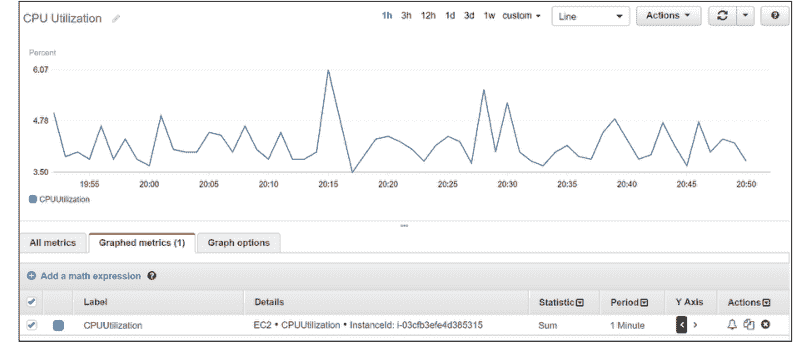 CPU Utilization
1h 3h 12h 1d 3d 1w custom Line Actions ?
Percent
6.07
4.78
3.50
19:55 20:00 20:05 20:10 20:15 20:20 20:25 20:30 20:35 20:40 20:45 20:50
CPUUtilization
All metrics Graphed metrics (1) Graph options
Add a math expression ?
Label Details Statistic Period Y Axis Actions
CPUUtilization EC2 • CPUUtilization • InstanceId: i-03cfb3efe4d385315 Sum 1 Minute < >